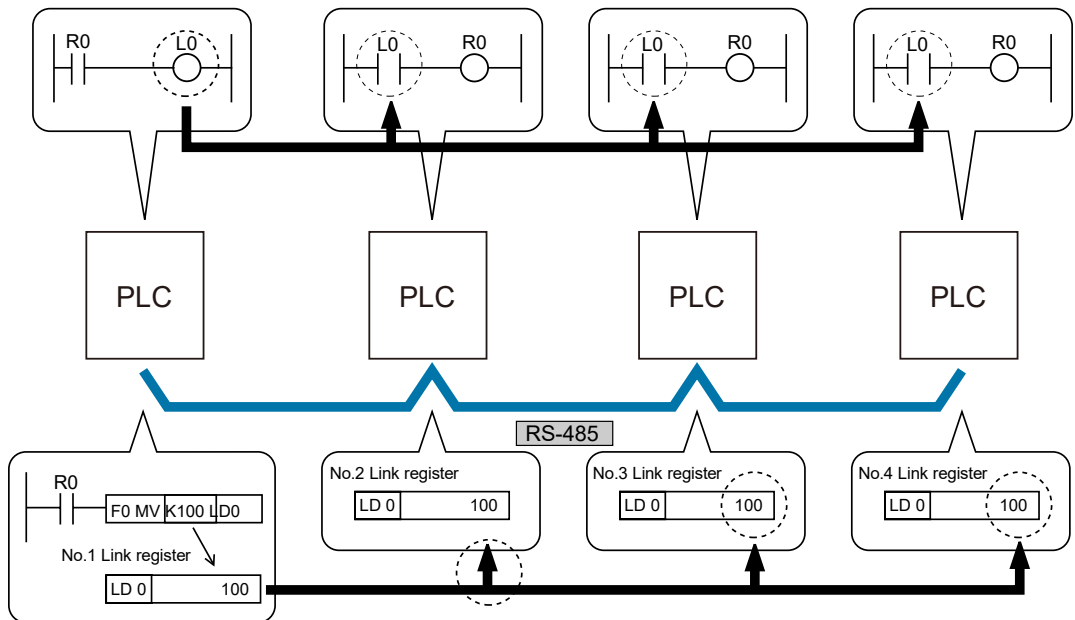 R0 L0
L0 R0
L0 R0
L0 R0
PLC
PLC
PLC
PLC
RS-485
R0
F0 MV K100 LD0
No.1 Link register
LD 0 100
No.2 Link register
LD 0 100
No.3 Link register
LD 0 100
No.4 Link register
LD 0 100